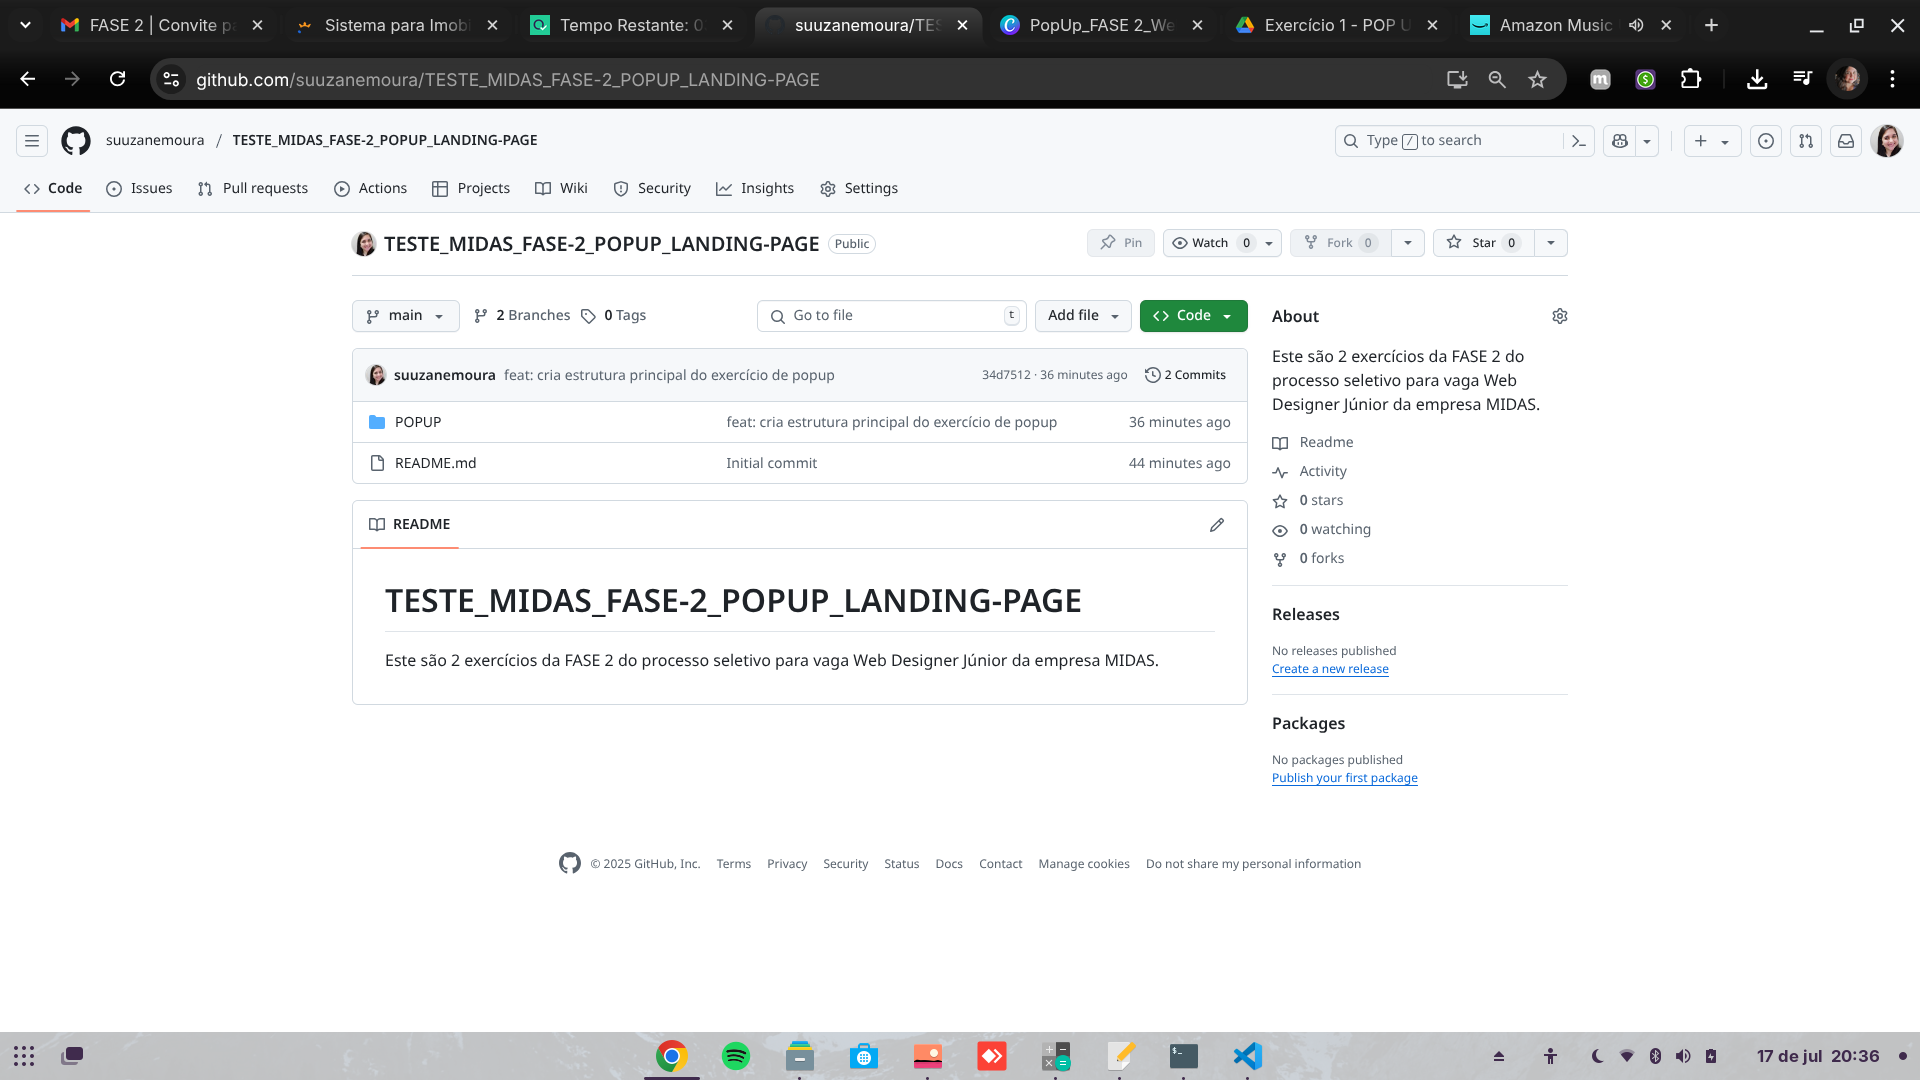 FASE 2 | Convite pa
Sistema para Imobi
Tempo Restante: 0
suuzanemoura/TES
PopUp_FASE 2_We
Exercício 1 - POP U
Amazon Music
github.com/suuzanemoura/TESTE_MIDAS_FASE-2_POPUP_LANDING-PAGE
suuzanemoura / TESTE_MIDAS_FASE-2_POPUP_LANDING-PAGE
Type / to search
Code
Issues
Pull requests
Actions
Projects
Wiki
Security
Insights
Settings
TESTE_MIDAS_FASE-2_POPUP_LANDING-PAGE Public
Pin
Watch 0
Fork 0
Star 0
main
2 Branches
0 Tags
Go to file t
Add file
Code
suuzanemoura feat: cria estrutura principal do exercício de popup 34d7512 · 36 minutes ago 2 Commits
POPUP feat: cria estrutura principal do exercício de popup 36 minutes ago
README.md Initial commit 44 minutes ago
README
TESTE_MIDAS_FASE-2_POPUP_LANDING-PAGE
Este são 2 exercícios da FASE 2 do processo seletivo para vaga Web Designer Júnior da empresa MIDAS.
About
Este são 2 exercícios da FASE 2 do
processo seletivo para vaga Web
Designer Júnior da empresa MIDAS.
Readme
Activity
0 stars
0 watching
0 forks
Releases
No releases published
Create a new release
Packages
No packages published
Publish your first package
© 2025 GitHub, Inc. Terms Privacy Security Status Docs Contact Manage cookies Do not share my personal information
17 de jul 20:36